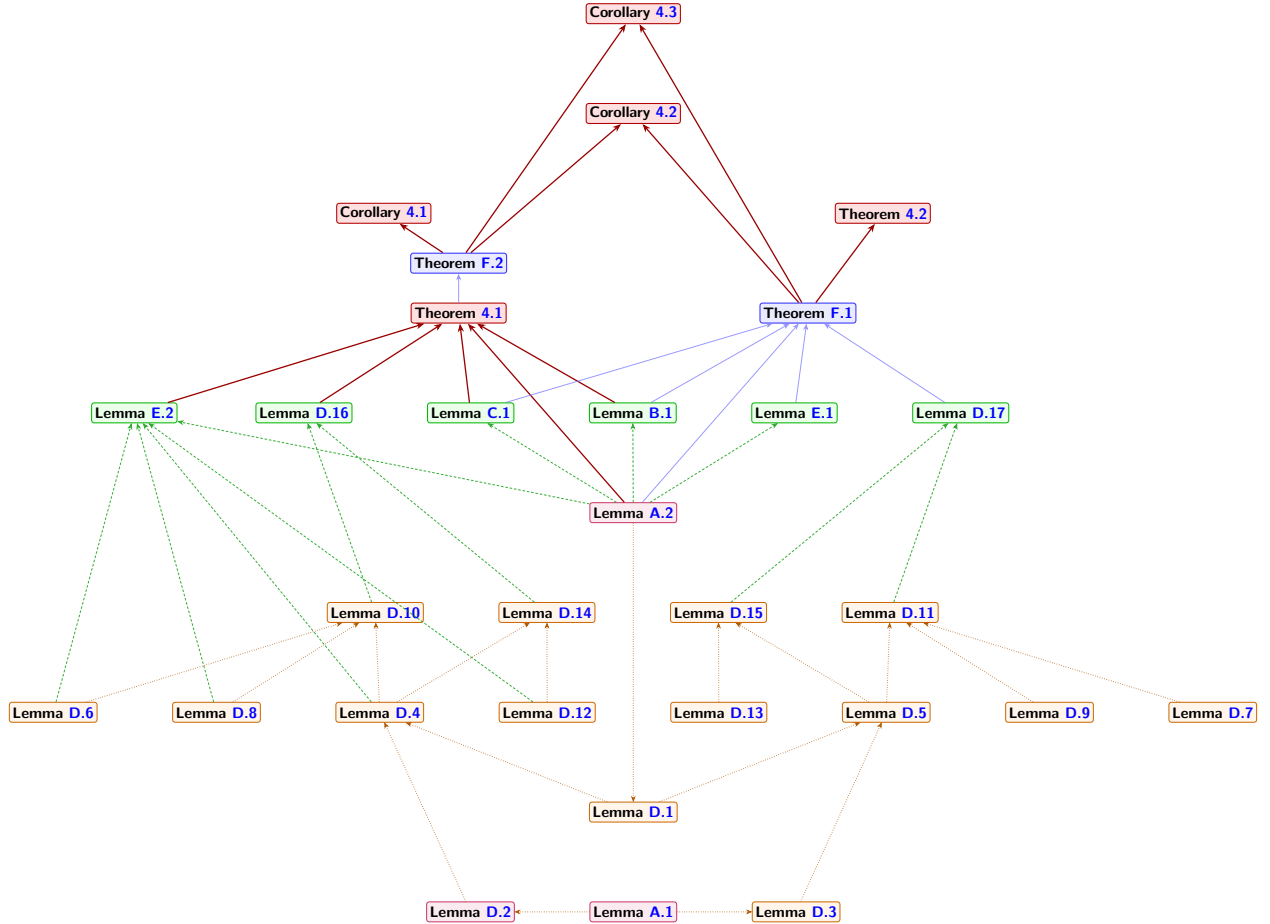 Corollary 4.3
Corollary 4.2
Corollary 4.1
Theorem 4.2
Theorem F.2
Theorem 4.1
Theorem F.1
Lemma E.2
Lemma D.16
Lemma C.1
Lemma B.1
Lemma E.1
Lemma D.17
Lemma A.2
Lemma D.10
Lemma D.14
Lemma D.15
Lemma D.11
Lemma D.6
Lemma D.8
Lemma D.4
Lemma D.12
Lemma D.13
Lemma D.5
Lemma D.9
Lemma D.7
Lemma D.1
Lemma D.2
Lemma A.1
Lemma D.3